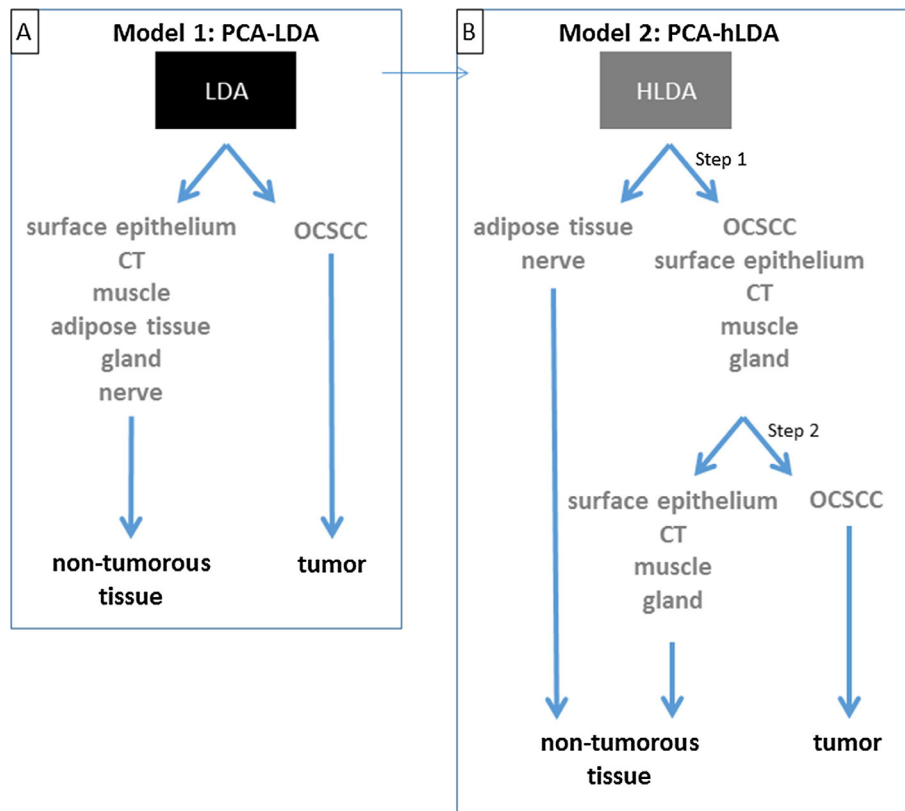 A
Model 1: PCA-LDA
LDA
surface epithelium
CT
muscle
adipose tissue
gland
nerve
OCSCC
non-tumorous
tissue
tumor
B
Model 2: PCA-hLDA
HLDA
Step 1
adipose tissue
nerve
OCSCC
surface epithelium
CT
muscle
gland
Step 2
surface epithelium
CT
muscle
gland
OCSCC
non-tumorous
tissue
tumor